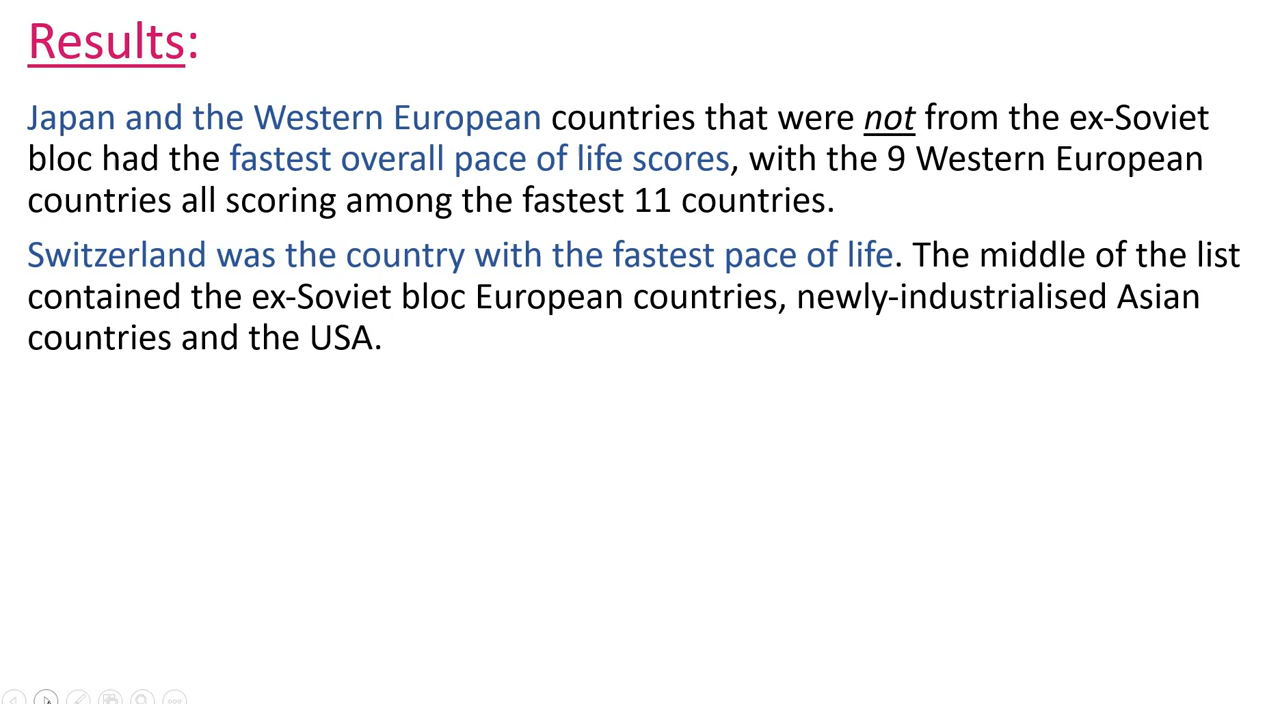 Results:
Japan and the Western European countries that were not from the ex-Soviet
bloc had the fastest overall pace of life scores, with the 9 Western European
countries all scoring among the fastest 11 countries.
Switzerland was the country with the fastest pace of life. The middle of the list
contained the ex-Soviet bloc European countries, newly-industrialised Asian
countries and the USA.